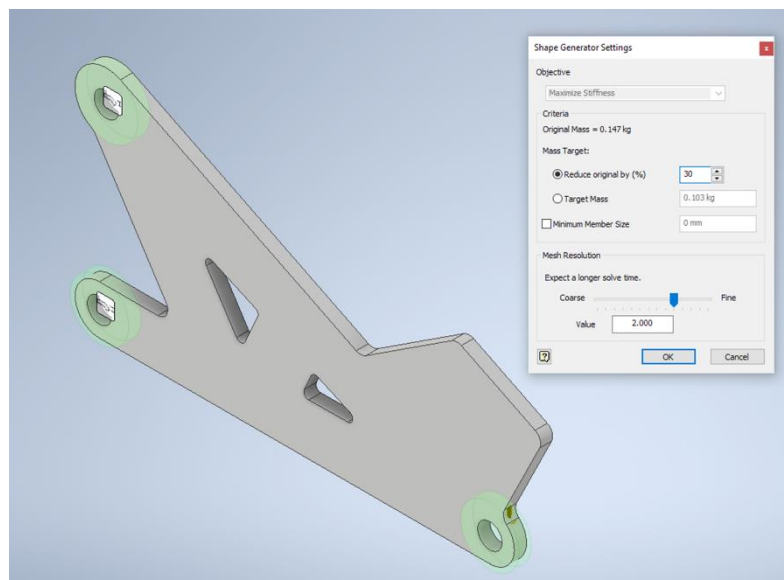 Shape Generator Settings
x
Objective
Maximize Stiffness
Criteria
Original Mass = 0.147 kg
Mass Target:
Reduce original by (%) 30
Target Mass 0.103 kg
Minimum Member Size 0 mm
Mesh Resolution
Expect a longer solve time.
Coarse Fine
Value 2.000
? OK Cancel